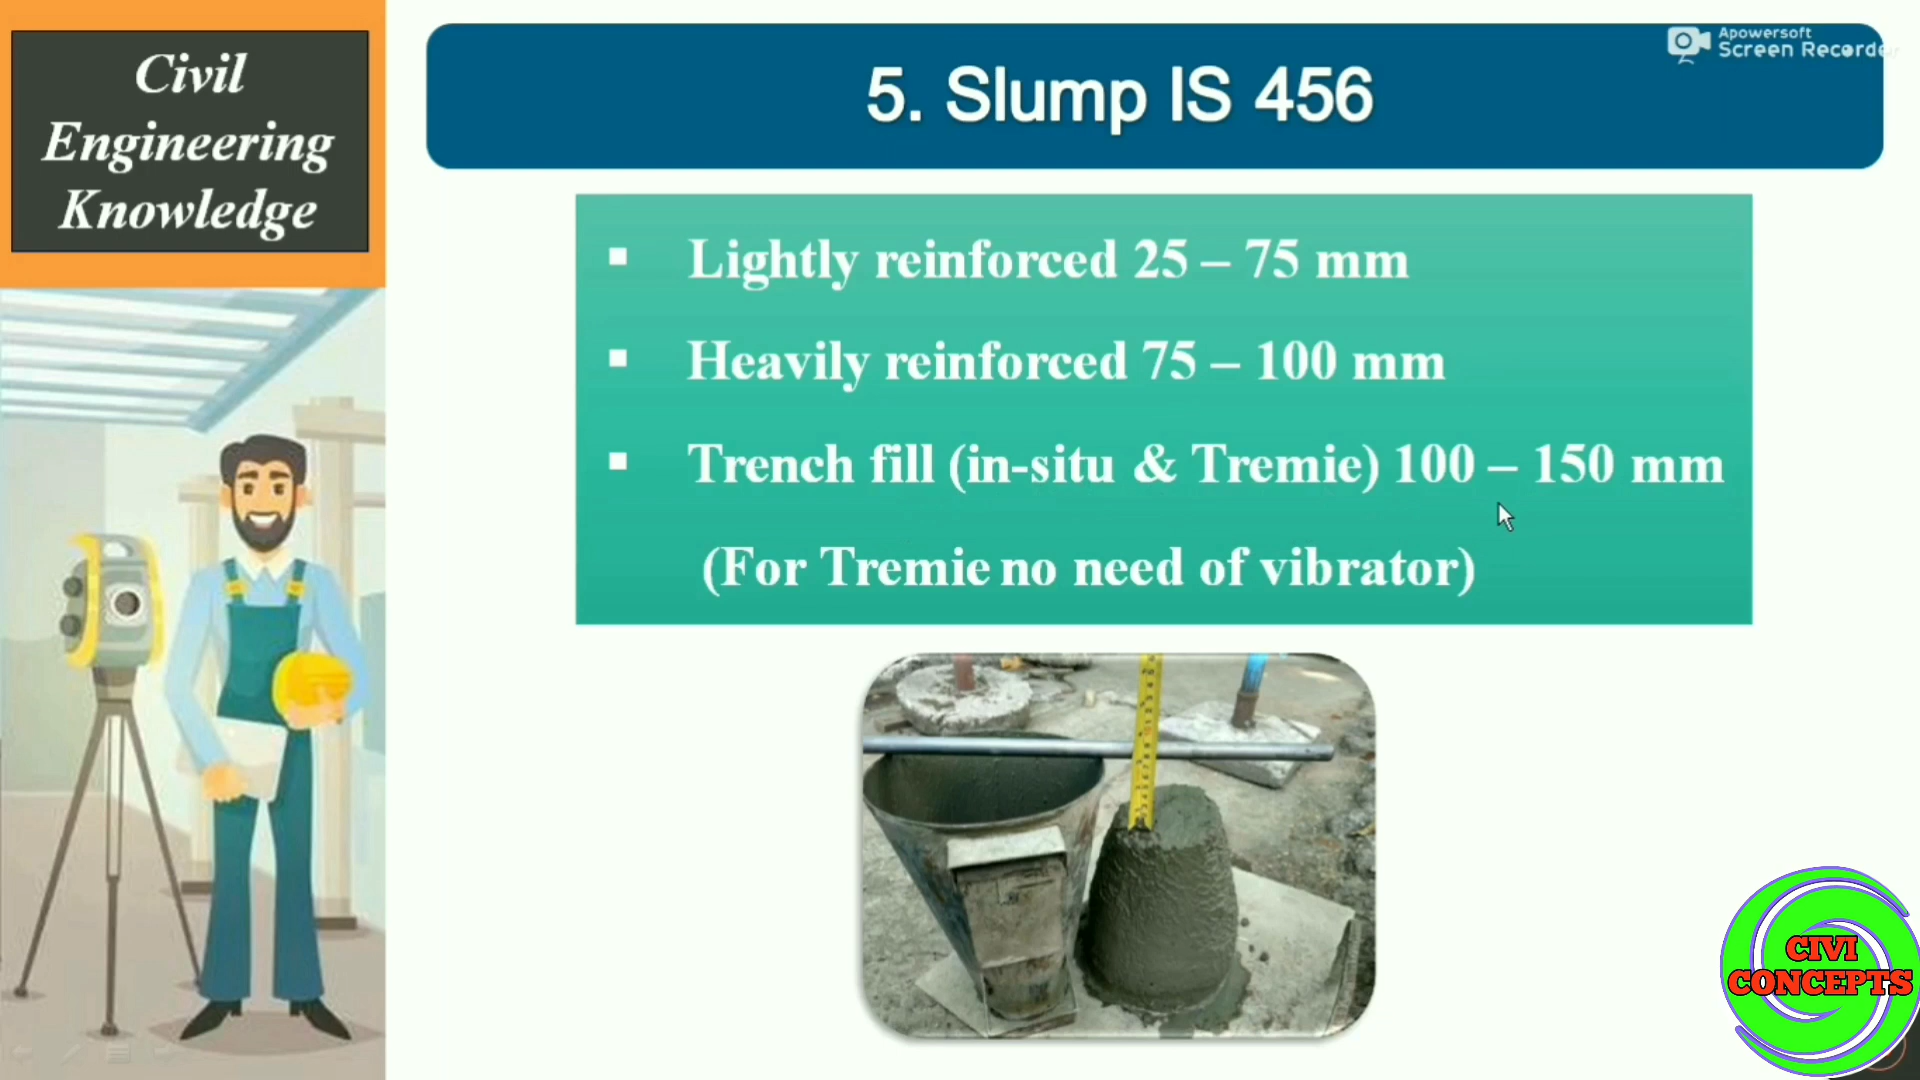 Civil
Engineering
Knowledge
Apowersoft
Screen Recorder
5. Slump IS 456
▪ Lightly reinforced 25 – 75 mm
▪ Heavily reinforced 75 – 100 mm
▪ Trench fill (in-situ & Tremie) 100 – 150 mm
(For Tremie no need of vibrator)
CIVI
CONCEPTS